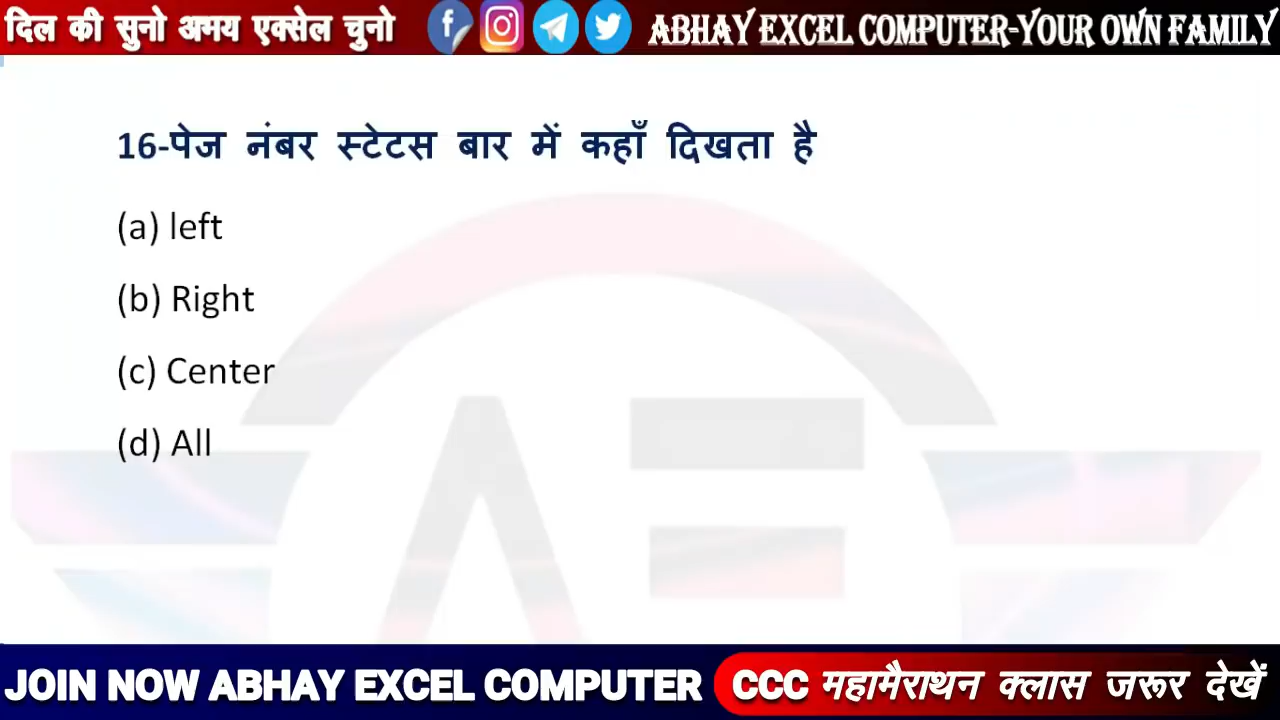 दिल की सुनो अभय एक्सेल चुनो ABHAY EXCEL COMPUTER-YOUR OWN FAMILY
16-पेज नंबर स्टेटस बार में कहाँ दिखता है
(a) left
(b) Right
(c) Center
(d) All
JOIN NOW ABHAY EXCEL COMPUTER CCC महामैराथन क्लास जरूर देखें